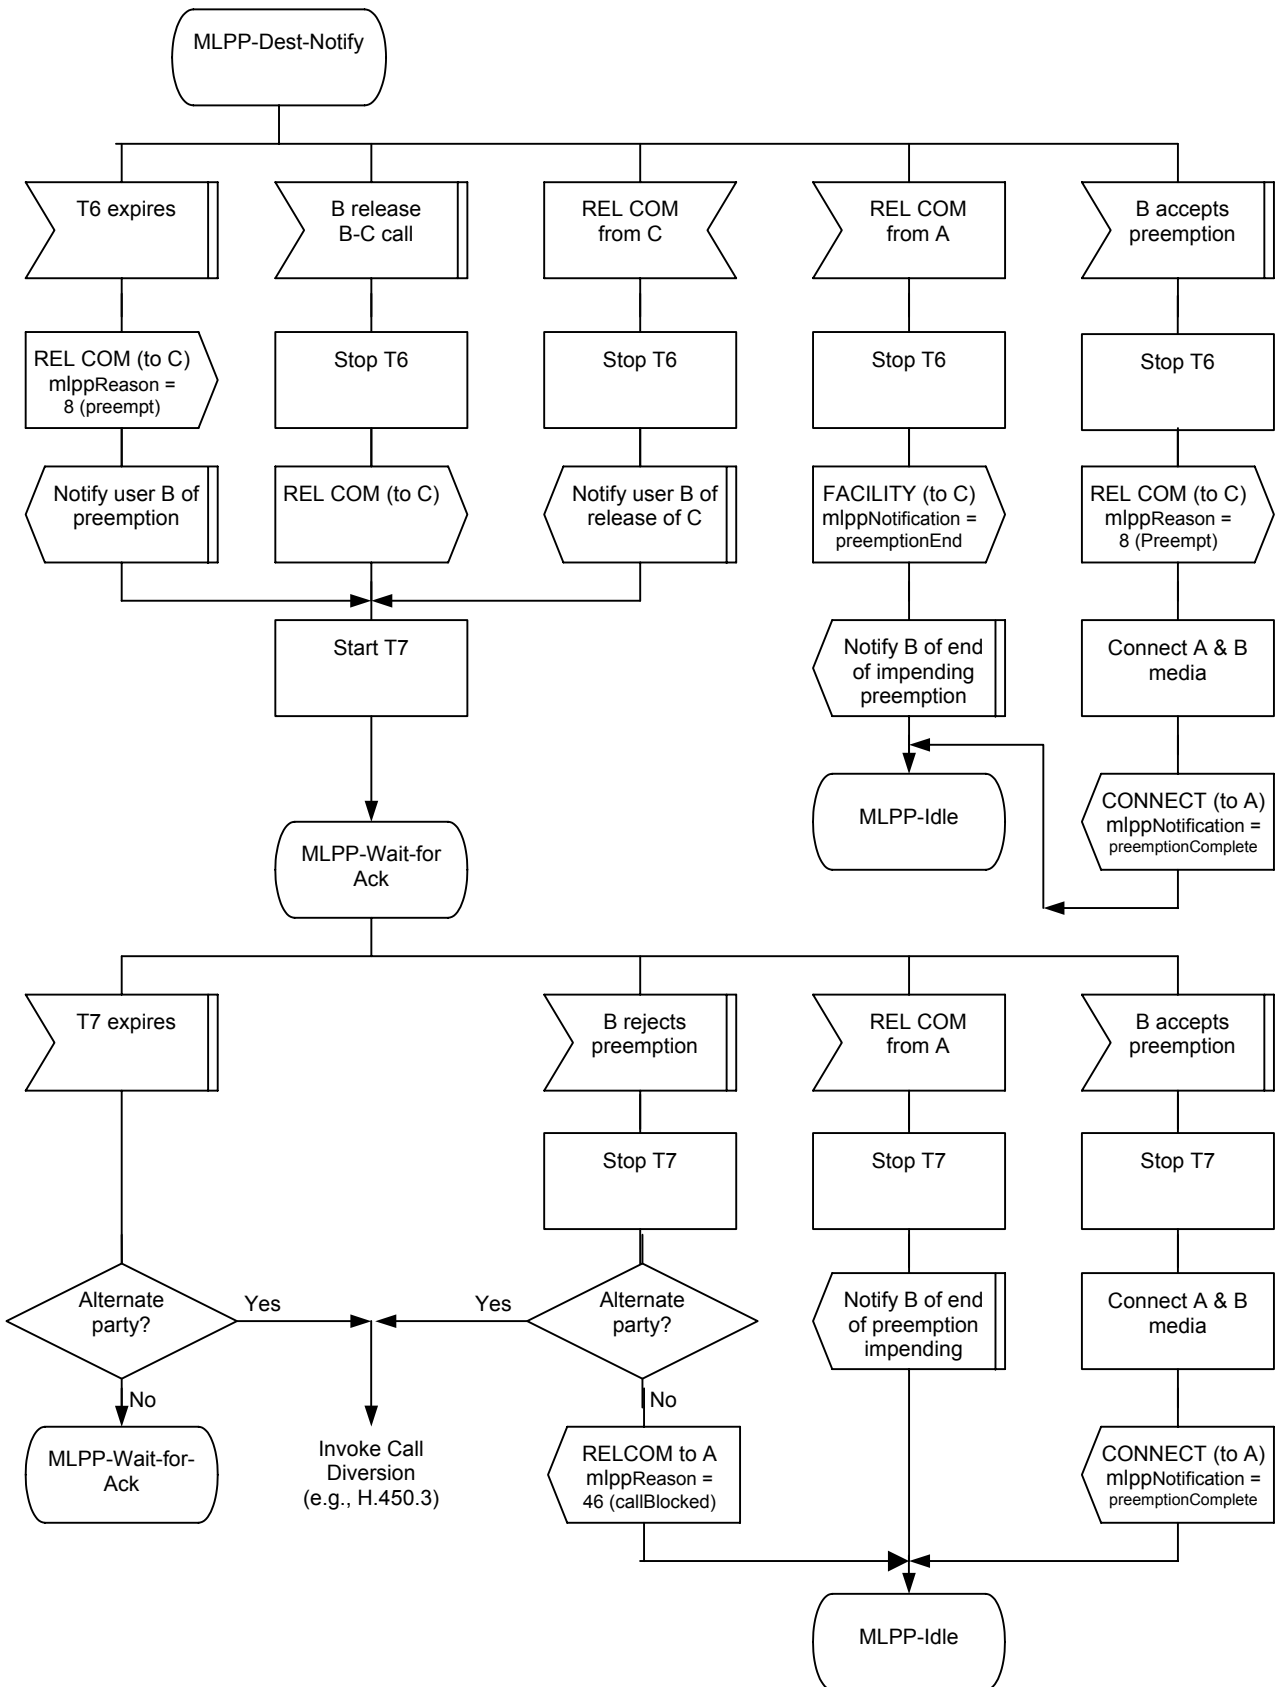 MLPP-Dest-Notify
T6 expires
B release
B-C call
REL COM
from C
REL COM
from A
B accepts
preemption
REL COM (to C)
mlppReason =
8 (preempt)
Stop T6
Stop T6
Stop T6
Stop T6
Notify user B of
preemption
REL COM (to C)
Notify user B of
release of C
FACILITY (to C)
mlppNotification =
preemptionEnd
REL COM (to C)
mlppReason =
8 (Preempt)
Start T7
Notify B of end
of impending
preemption
Connect A & B
media
MLPP-Idle
CONNECT (to A)
mlppNotification =
preemptionComplete
MLPP-Wait-for
Ack
T7 expires
B rejects
preemption
REL COM
from A
B accepts
preemption
Stop T7
Stop T7
Stop T7
Alternate
party?
Yes
Yes
Alternate
party?
Notify B of end
of preemption
impending
Connect A & B
media
No
No
MLPP-Wait-for-
Ack
Invoke Call
Diversion
(e.g., H.450.3)
RELCOM to A
mlppReason =
46 (callBlocked)
CONNECT (to A)
mlppNotification =
preemptionComplete
MLPP-Idle